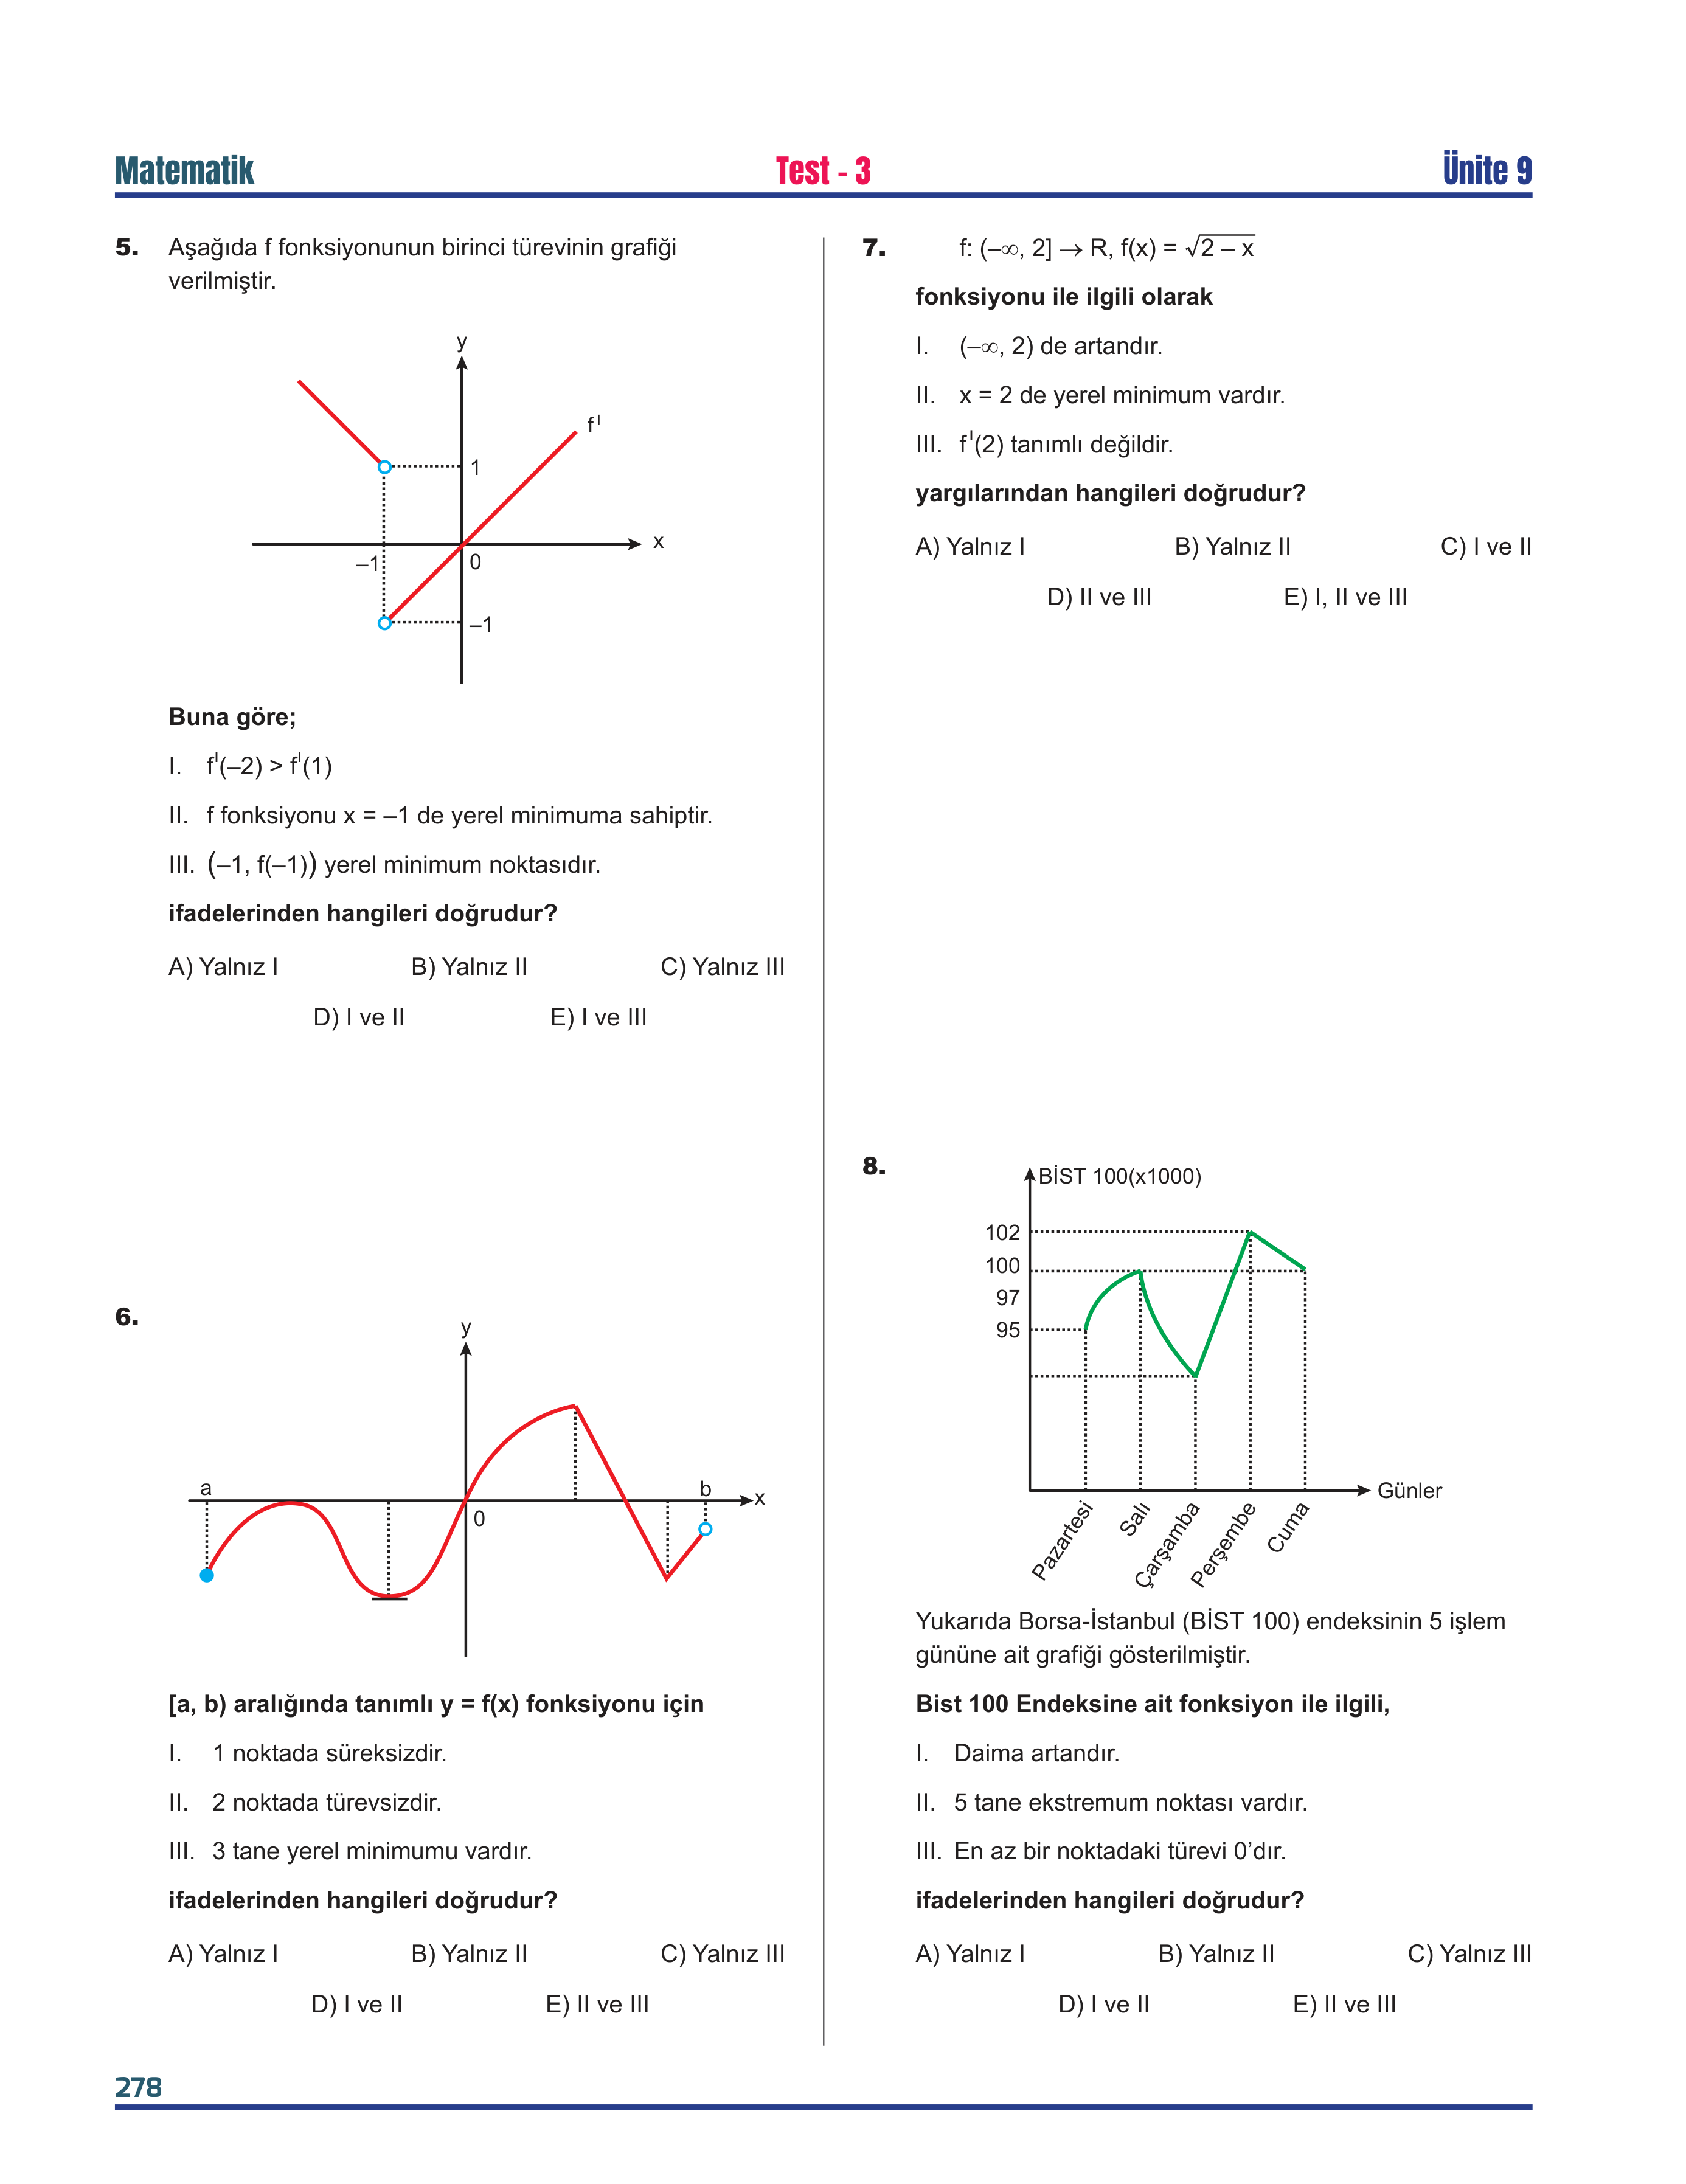 Matematik
Test - 3
Ünite 9
5. Aşağıda f fonksiyonunun birinci türevinin grafiği
verilmiştir.
y
f'
1
x
–1
0
–1
Buna göre;
I. f'(–2) > f'(1)
II. f fonksiyonu x = –1 de yerel minimuma sahiptir.
III. (–1, f(–1)) yerel minimum noktasıdır.
ifadelerinden hangileri doğrudur?
A) Yalnız I B) Yalnız II C) Yalnız III
D) I ve II E) I ve III
6.
y
a
b
x
0
[a, b) aralığında tanımlı y = f(x) fonksiyonu için
I. 1 noktada süreksizdir.
II. 2 noktada türevsizdir.
III. 3 tane yerel minimumu vardır.
ifadelerinden hangileri doğrudur?
A) Yalnız I B) Yalnız II C) Yalnız III
D) I ve II E) II ve III
7. f: (–∞, 2] → R, f(x) = √2 – x
fonksiyonu ile ilgili olarak
I. (–∞, 2) de artandır.
II. x = 2 de yerel minimum vardır.
III. f'(2) tanımlı değildir.
yargılarından hangileri doğrudur?
A) Yalnız I B) Yalnız II C) I ve II
D) II ve III E) I, II ve III
8.
BİST 100(x1000)
102
100
97
95
Günler
Pazartesi
Salı
Çarşamba
Perşembe
Cuma
Yukarıda Borsa-İstanbul (BİST 100) endeksinin 5 işlem
gününe ait grafiği gösterilmiştir.
Bist 100 Endeksine ait fonksiyon ile ilgili,
I. Daima artandır.
II. 5 tane ekstremum noktası vardır.
III. En az bir noktadaki türevi 0’dır.
ifadelerinden hangileri doğrudur?
A) Yalnız I B) Yalnız II C) Yalnız III
D) I ve II E) II ve III
278